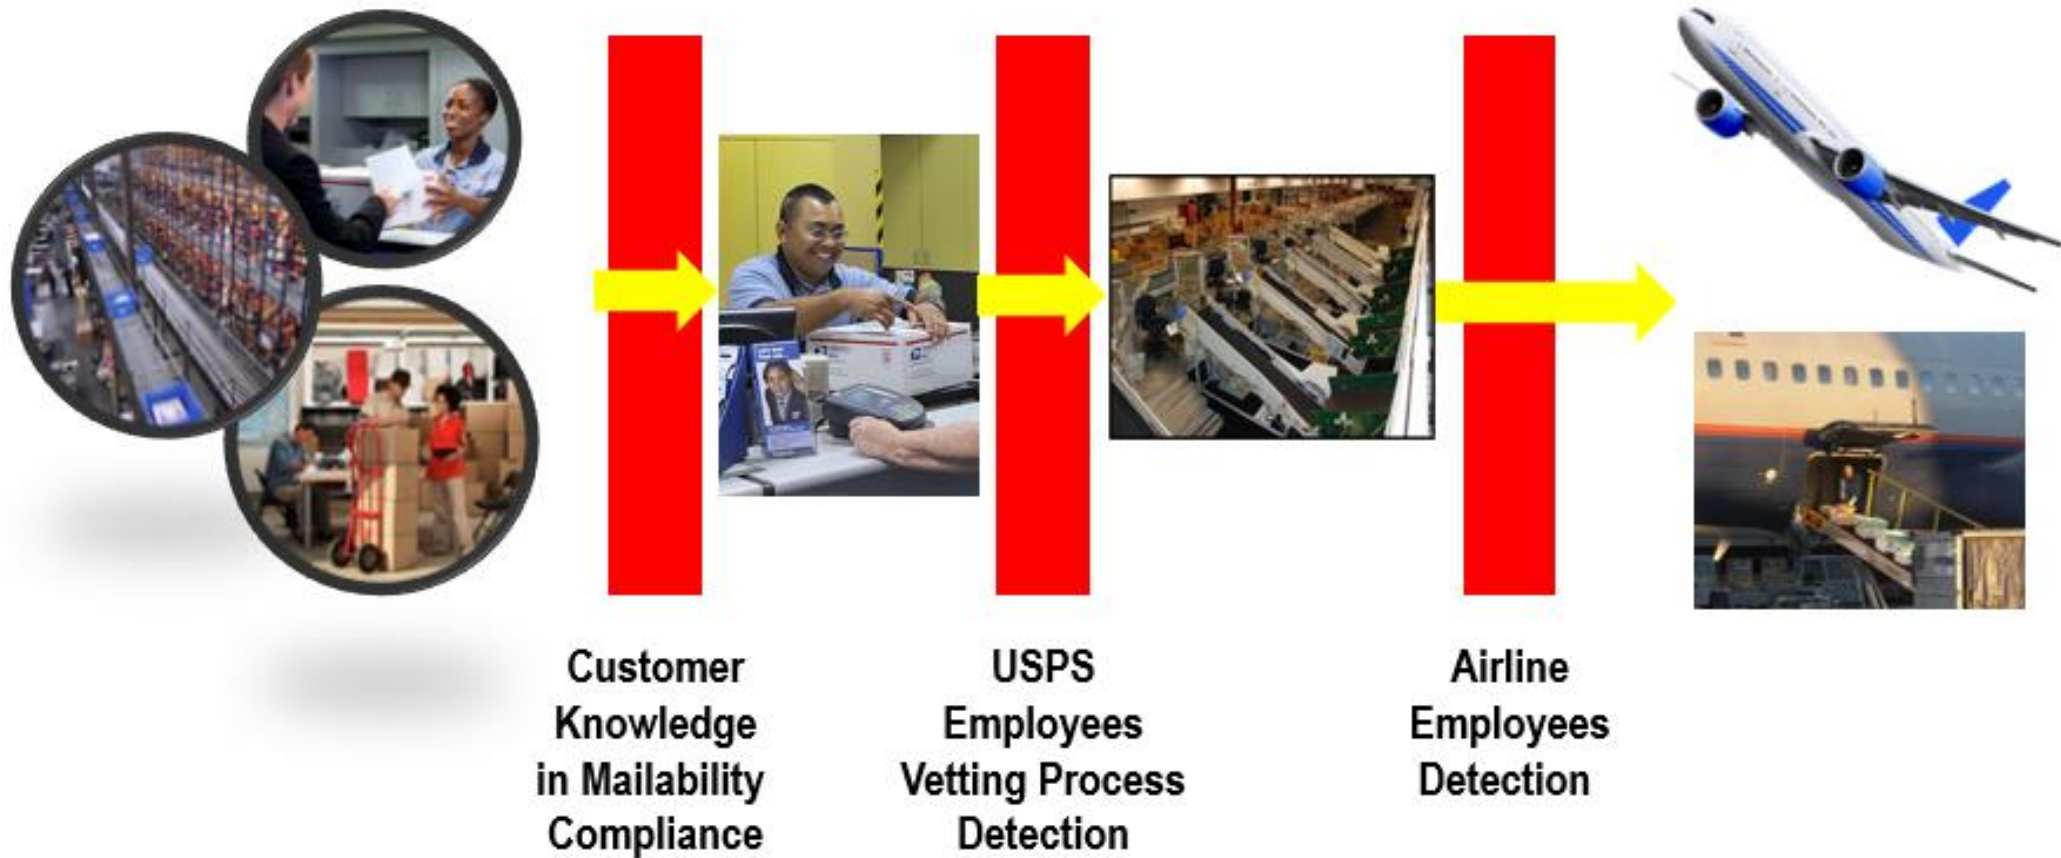 Customer
Knowledge
in Mailability
Compliance
USPS
Employees
Vetting Process
Detection
Airline
Employees
Detection